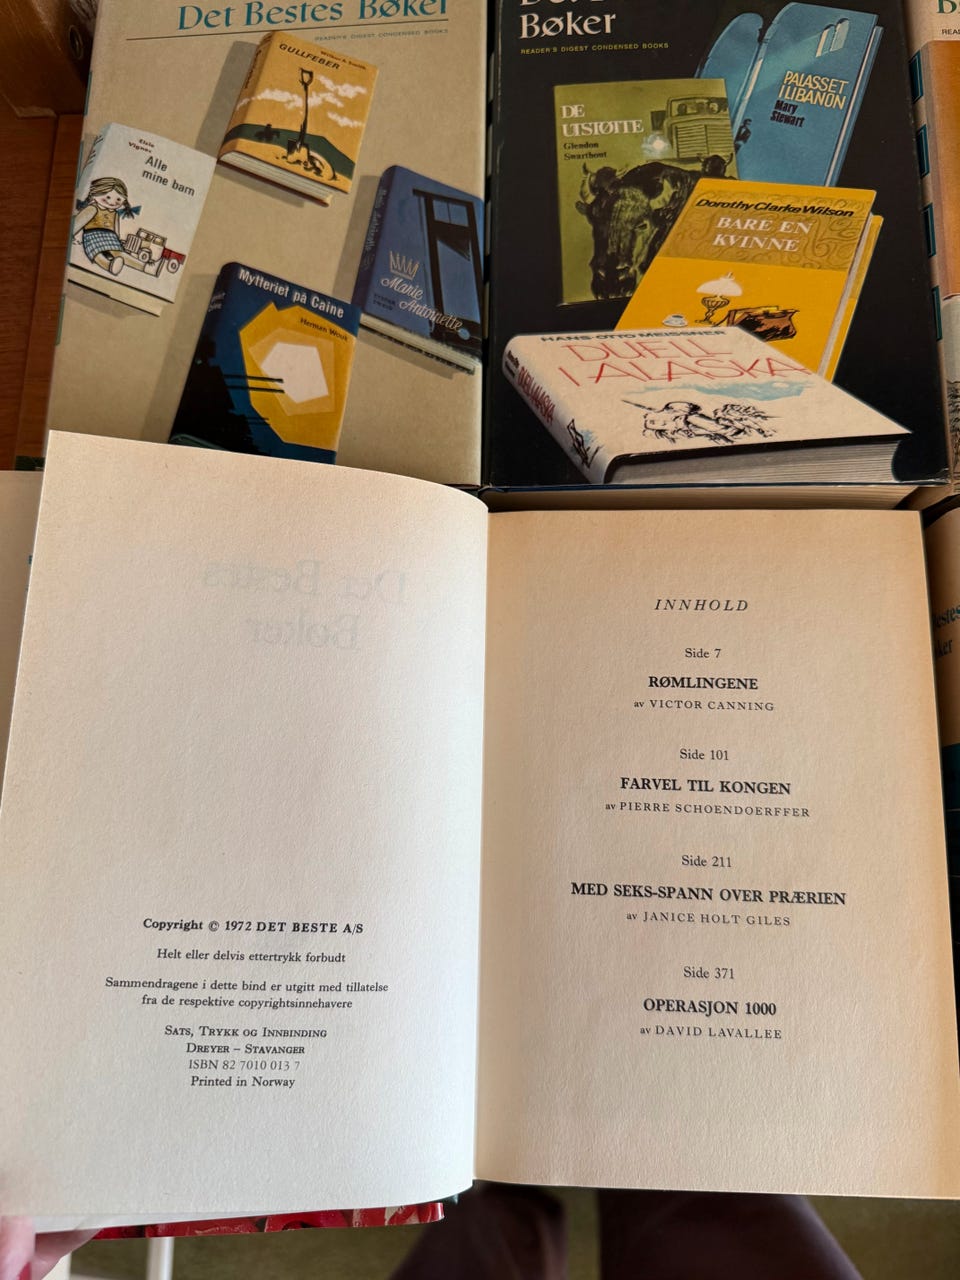 Det Bestes Bøker
READER'S DIGEST CONDENSED BOOKS
Wilbur A. Smith
GULLFEBER
Elsie
Vignes
Alle
mine barn
Marie
Antoinette
Mytteriet på Caine
Herman Wouk
Bøker
READER'S DIGEST CONDENSED BOOKS
PALASSET
I LIBANON
Mary
Stewart
DE
UTSTØTTE
Glendon
Swarthout
Dorothy Clarke Wilson
BARE EN
KVINNE
HANS-OTTO MEISSNER
DUELL
I ALASKA
DUELL I ALASKA
Copyright © 1972 DET BESTE A/S
Helt eller delvis ettertrykk forbudt
Sammendragene i dette bind er utgitt med tillatelse
fra de respektive copyrightsinnehavere
SATS, TRYKK OG INNBINDING
DREYER – STAVANGER
ISBN 82 7010 013 7
Printed in Norway
INNHOLD
Side 7
RØMLINGENE
av VICTOR CANNING
Side 101
FARVEL TIL KONGEN
av PIERRE SCHOENDOERFFER
Side 211
MED SEKS-SPANN OVER PRÆRIEN
av JANICE HOLT GILES
Side 371
OPERASJON 1000
av DAVID LAVALLEE